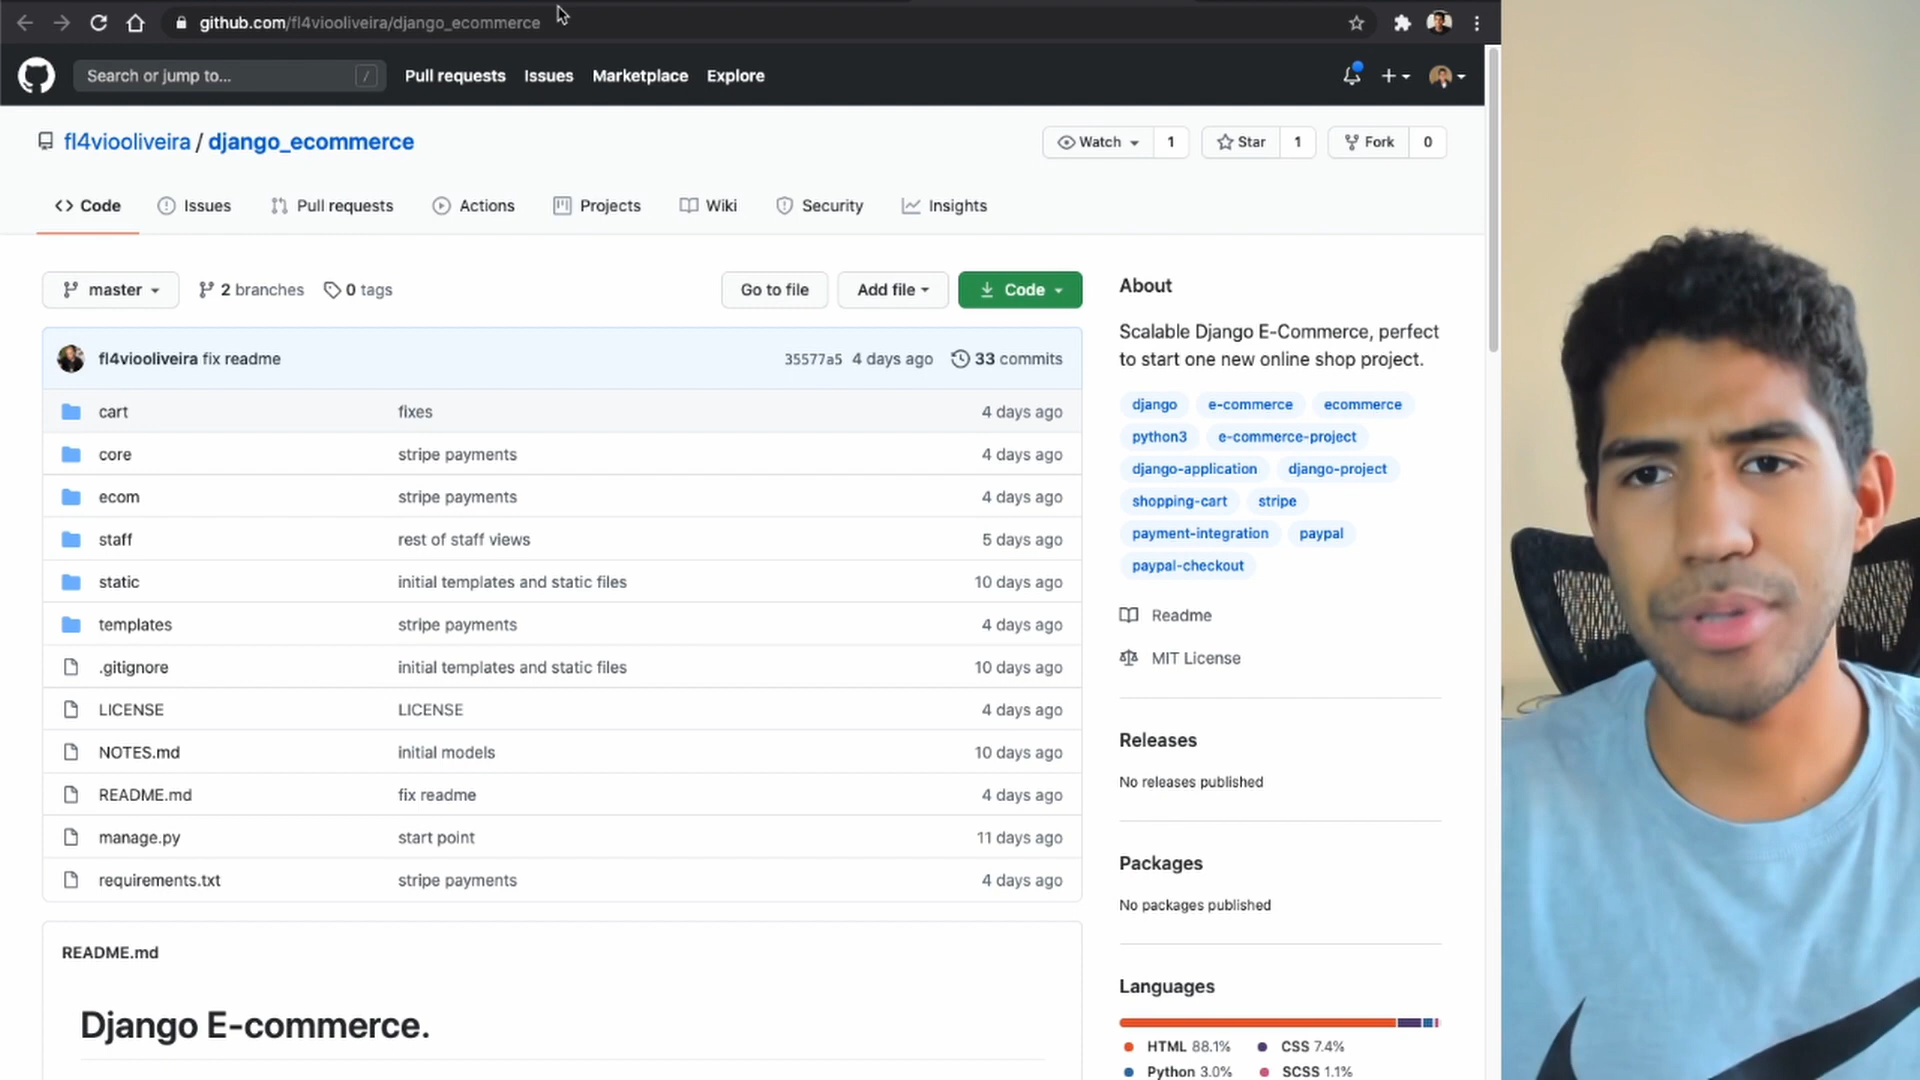 github.com/fl4viooliveira/django_ecommerce
Search or jump to... /
Pull requests Issues Marketplace Explore
fl4viooliveira / django_ecommerce
Watch 1 Star 1 Fork 0
Code Issues Pull requests Actions Projects Wiki Security Insights
master 2 branches 0 tags Go to file Add file Code
fl4viooliveira fix readme 35577a5 4 days ago 33 commits
cart fixes 4 days ago
core stripe payments 4 days ago
ecom stripe payments 4 days ago
staff rest of staff views 5 days ago
static initial templates and static files 10 days ago
templates stripe payments 4 days ago
.gitignore initial templates and static files 10 days ago
LICENSE LICENSE 4 days ago
NOTES.md initial models 10 days ago
README.md fix readme 4 days ago
manage.py start point 11 days ago
requirements.txt stripe payments 4 days ago
README.md
Django E-commerce.
About
Scalable Django E-Commerce, perfect
to start one new online shop project.
django e-commerce ecommerce
python3 e-commerce-project
django-application django-project
shopping-cart stripe
payment-integration paypal
paypal-checkout
Readme
MIT License
Releases
No releases published
Packages
No packages published
Languages
HTML 88.1% CSS 7.4%
Python 3.0% SCSS 1.1%